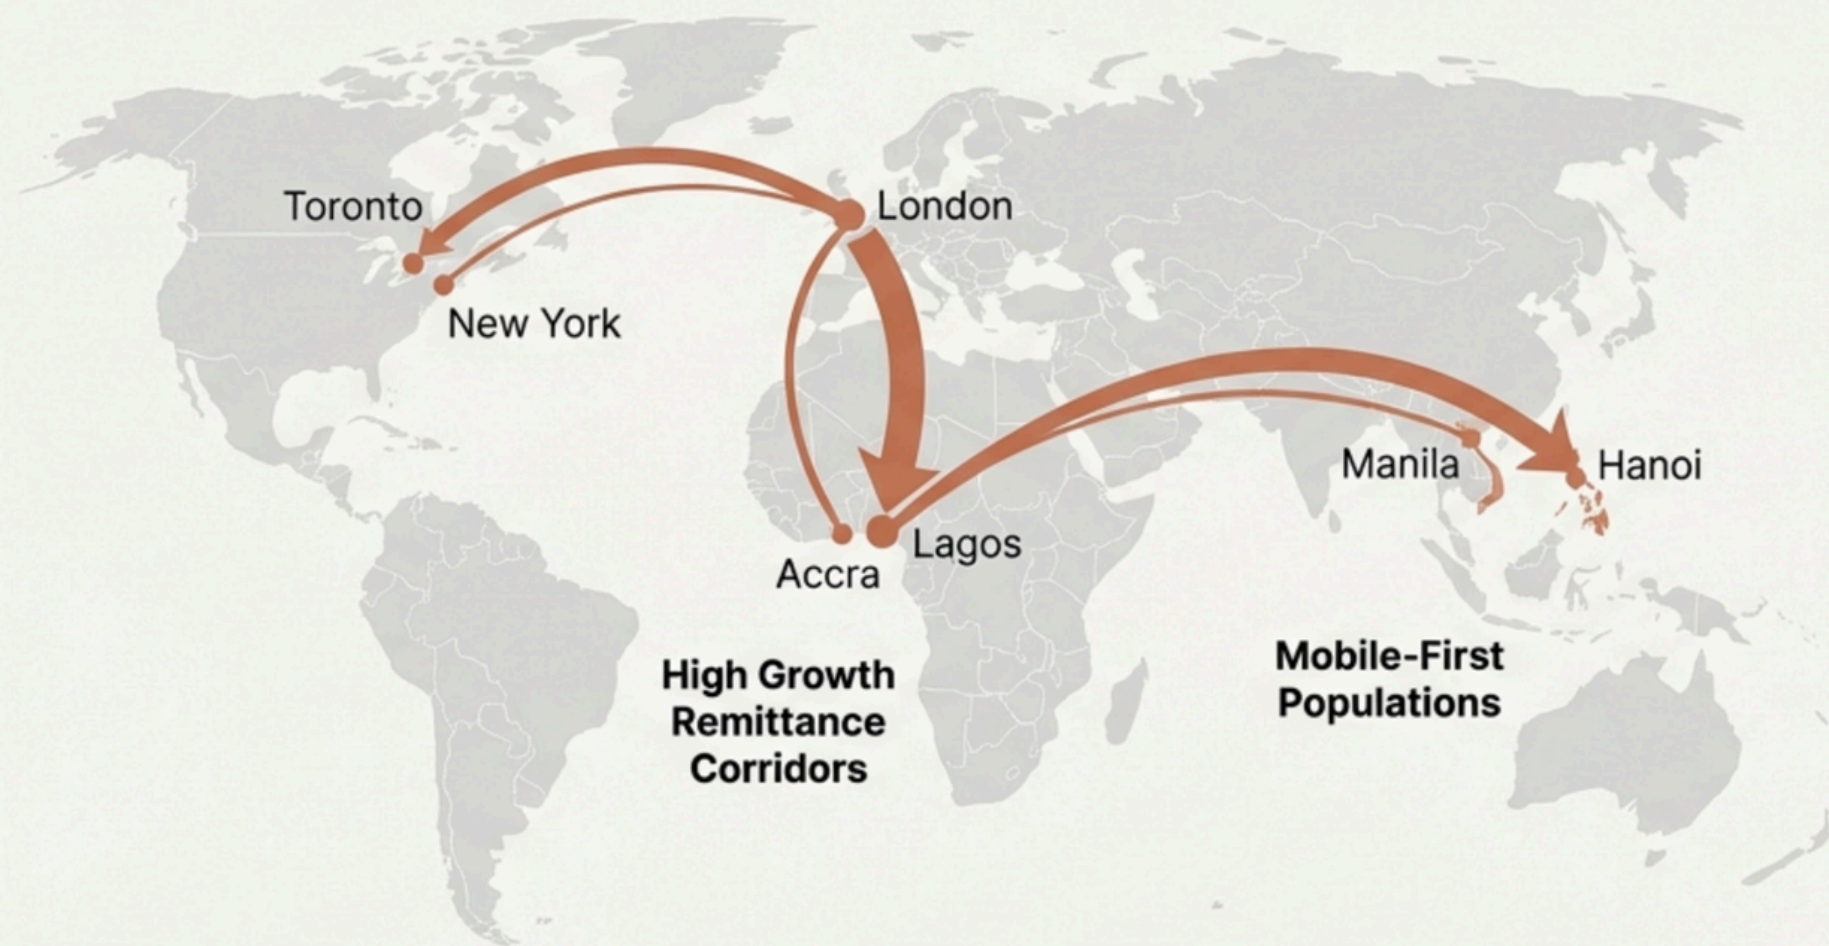 Toronto
London
New York
Manila
Hanoi
Lagos
Accra
High Growth
Remittance
Corridors
Mobile-First
Populations